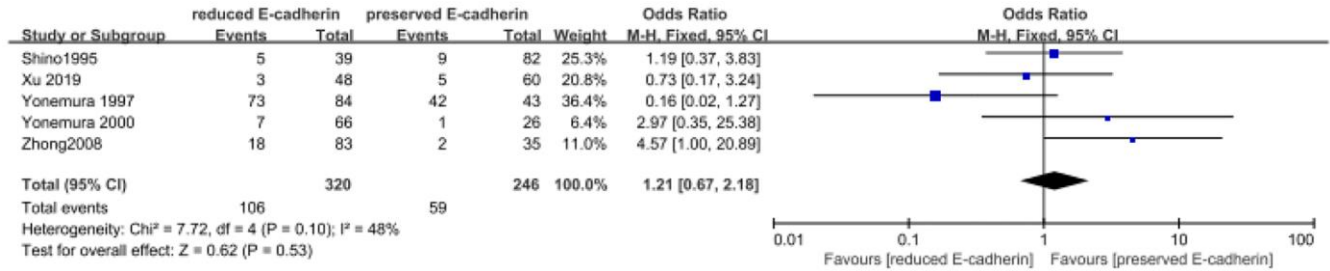 reduced E-cadherin preserved E-cadherin Odds Ratio Odds Ratio
Study or Subgroup Events Total Events Total Weight M-H, Fixed, 95% CI M-H, Fixed, 95% CI
Shino1995 5 39 9 82 25.3% 1.19 [0.37, 3.83]
Xu 2019 3 48 5 60 20.8% 0.73 [0.17, 3.24]
Yonemura 1997 73 84 42 43 36.4% 0.16 [0.02, 1.27]
Yonemura 2000 7 66 1 26 6.4% 2.97 [0.35, 25.38]
Zhong2008 18 83 2 35 11.0% 4.57 [1.00, 20.89]
Total (95% CI) 320 246 100.0% 1.21 [0.67, 2.18]
Total events 106 59
Heterogeneity: Chi² = 7.72, df = 4 (P = 0.10); I² = 48%
Test for overall effect: Z = 0.62 (P = 0.53)
0.01 0.1 1 10 100
Favours [reduced E-cadherin] Favours [preserved E-cadherin]